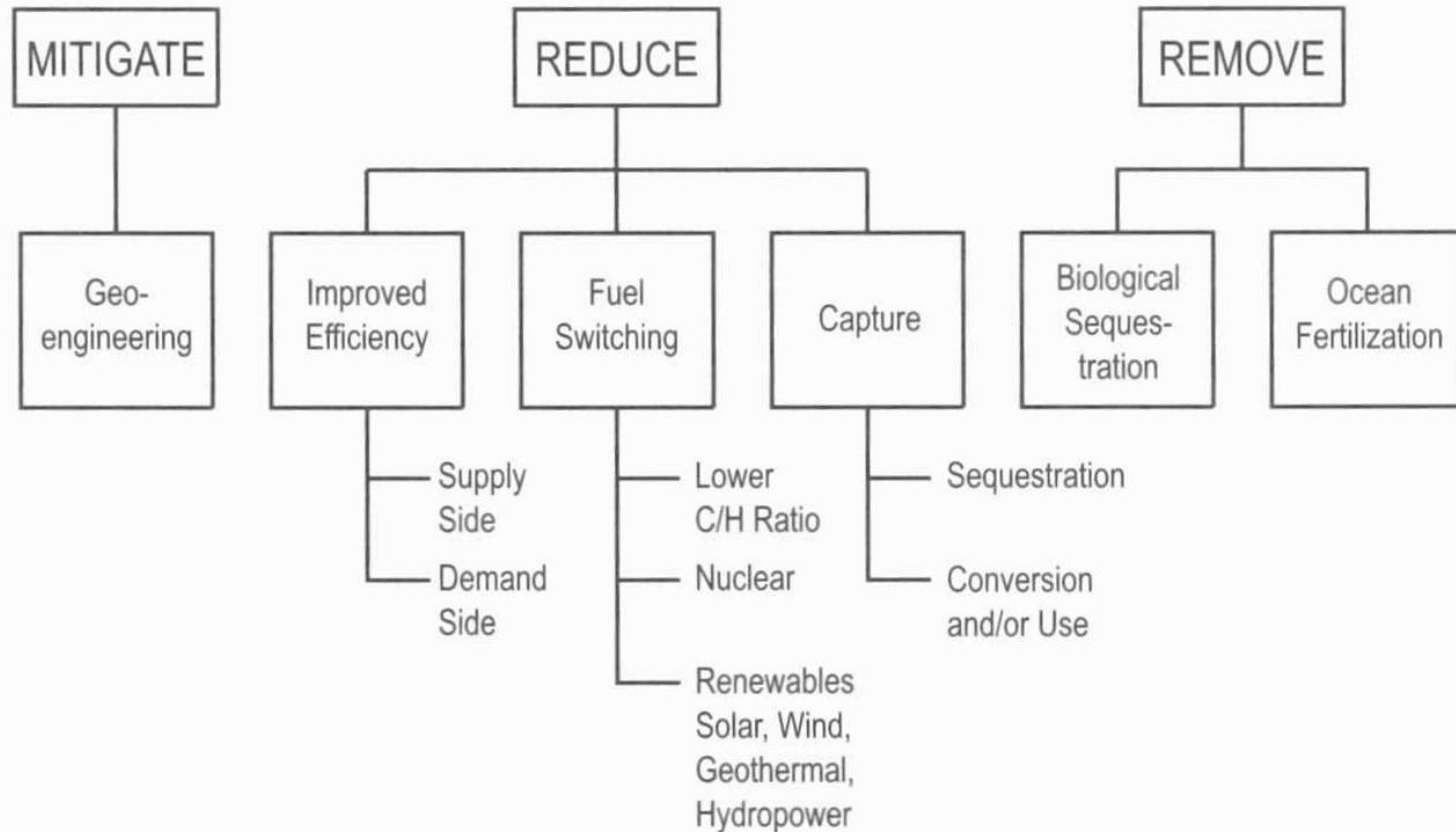 MITIGATE
REDUCE
REMOVE
Geo-
engineering
Improved
Efficiency
Fuel
Switching
Capture
Biological
Seques-
tration
Ocean
Fertilization
Supply
Side
Demand
Side
Lower
C/H Ratio
Nuclear
Renewables
Solar, Wind,
Geothermal,
Hydropower
Sequestration
Conversion
and/or Use